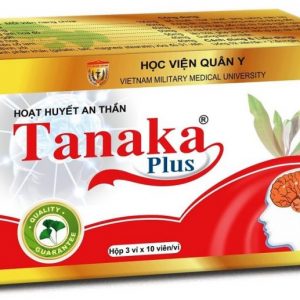 HỌC VIỆN QUÂN Y
VIETNAM MILITARY MEDICAL UNIVERSITY
HOẠT HUYẾT AN THẦN
Tanaka®
Plus
QUALITY
GUARANTEE
Hộp 3 vỉ x 10 viên/vỉ